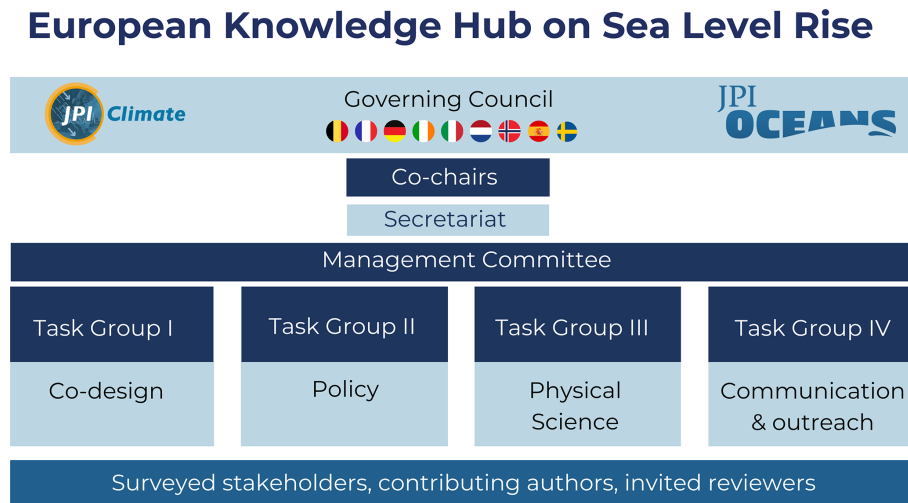 European Knowledge Hub on Sea Level Rise
JPI Climate
Governing Council
JPI
OCEANS
Co-chairs
Secretariat
Management Committee
Task Group I
Task Group II
Task Group III
Task Group IV
Co-design
Policy
Physical
Science
Communication
& outreach
Surveyed stakeholders, contributing authors, invited reviewers